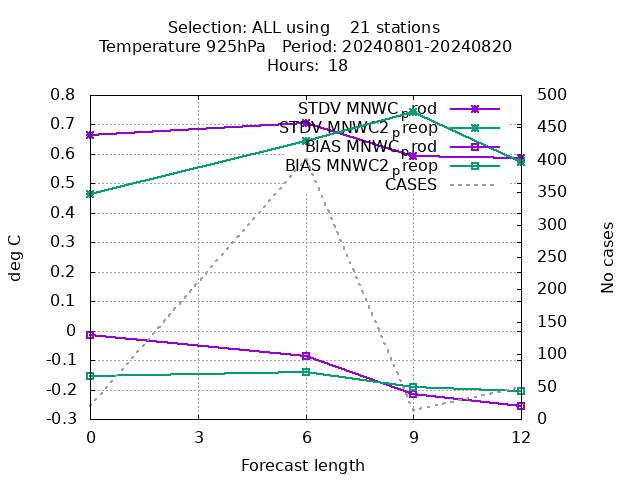 Selection: ALL using 21 stations
Temperature 925hPa Period: 20240801-20240820
Hours: 18
STDV MNWC_prod
STDV MNWC2_preop
BIAS MNWC_prod
BIAS MNWC2_preop
CASES
0.8
0.7
0.6
0.5
0.4
0.3
0.2
0.1
0
-0.1
-0.2
-0.3
deg C
500
450
400
350
300
250
200
150
100
50
0
No cases
0 3 6 9 12
Forecast length